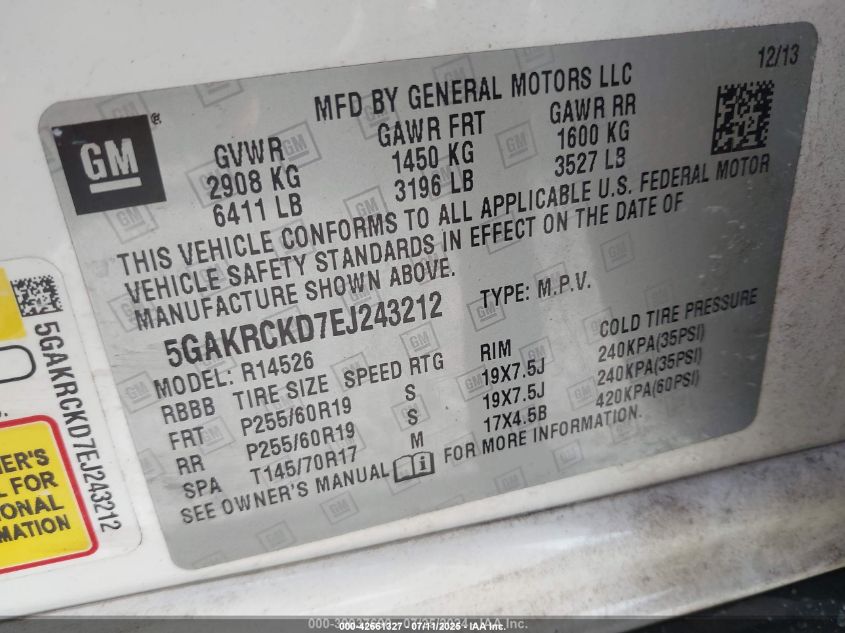 12/13
MFD BY GENERAL MOTORS LLC
GM®
GVWR GAWR FRT GAWR RR
2908 KG 1450 KG 1600 KG
6411 LB 3196 LB 3527 LB
THIS VEHICLE CONFORMS TO ALL APPLICABLE U.S. FEDERAL MOTOR
VEHICLE SAFETY STANDARDS IN EFFECT ON THE DATE OF
MANUFACTURE SHOWN ABOVE.
5GAKRCKD7EJ243212 TYPE: M.P.V.
MODEL: R14526
RBBB TIRE SIZE SPEED RTG RIM COLD TIRE PRESSURE
FRT P255/60R19 S 19X7.5J 240KPA(35PSI)
RR P255/60R19 S 19X7.5J 240KPA(35PSI)
SPA T145/70R17 M 17X4.5B 420KPA(60PSI)
SEE OWNER'S MANUAL FOR MORE INFORMATION.
5GAKRCKD7EJ243212
ER'S
FOR
IONAL
MATION
000-42661327 - 07/11/2025 - IAA Inc.